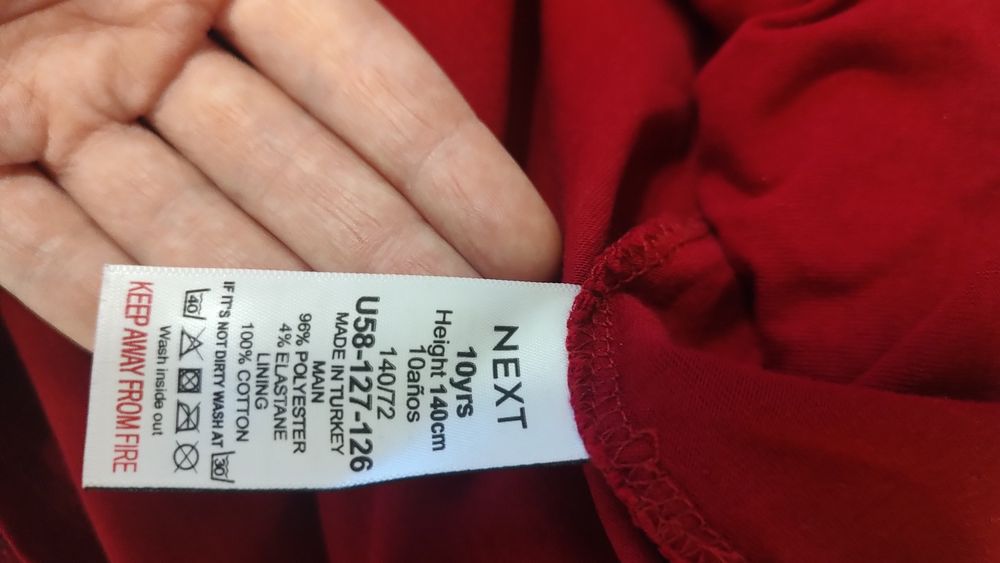 NEXT
10yrs
Height 140cm
10años
140/72
U58-127-126
MADE IN TURKEY
MAIN
96% POLYESTER
4% ELASTANE
LINING
100% COTTON
IF IT'S NOT DIRTY WASH AT 30
40
Wash inside out
KEEP AWAY FROM FIRE